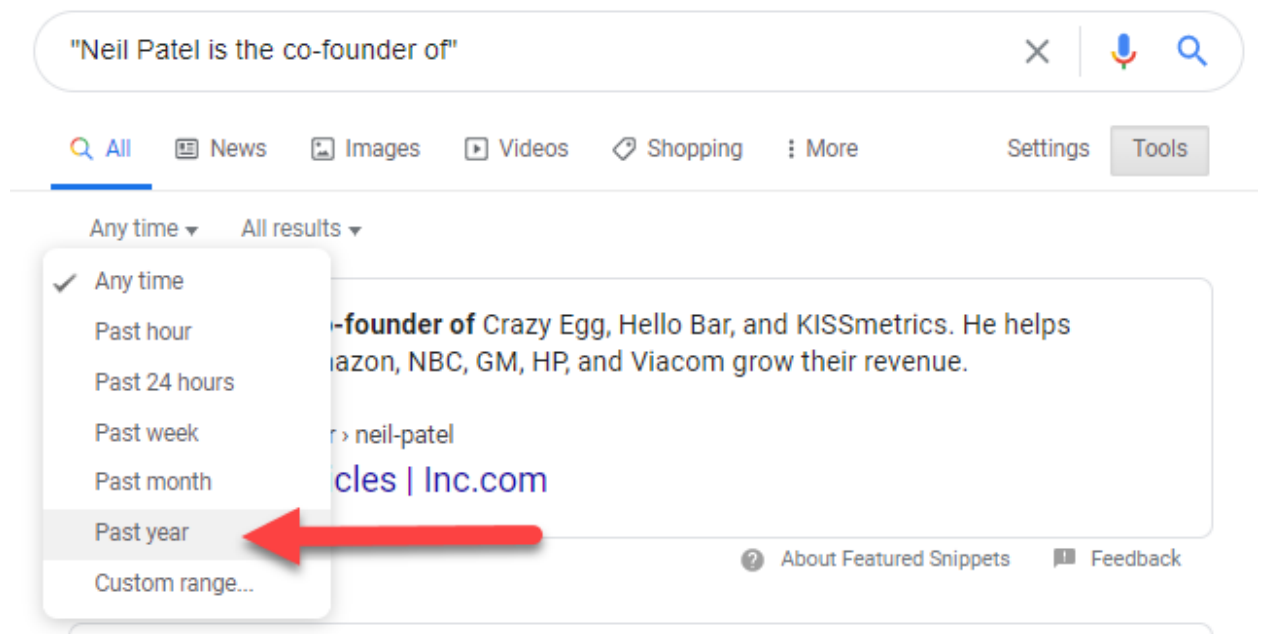 "Neil Patel is the co-founder of"
All News Images Videos Shopping More Settings Tools
Any time All results
Any time
Past hour
Past 24 hours
Past week
Past month
Past year
Custom range...
-founder of Crazy Egg, Hello Bar, and KISSmetrics. He helps
azon, NBC, GM, HP, and Viacom grow their revenue.
r › neil-patel
cles | Inc.com
About Featured Snippets Feedback